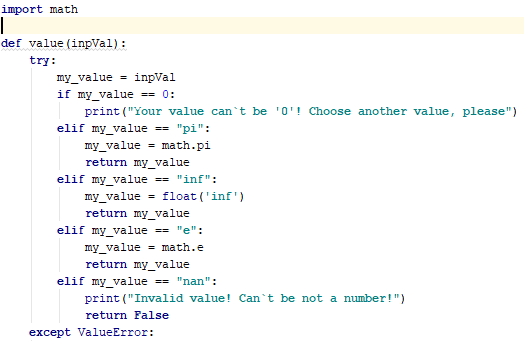 import math
def value(inpVal):
    try:
        my_value = inpVal
        if my_value == 0:
            print("Your value can`t be '0'! Choose another value, please")
        elif my_value == "pi":
            my_value = math.pi
            return my_value
        elif my_value == "inf":
            my_value = float('inf')
            return my_value
        elif my_value == "e":
            my_value = math.e
            return my_value
        elif my_value == "nan":
            print("Invalid value! Can`t be not a number!")
            return False
    except ValueError: